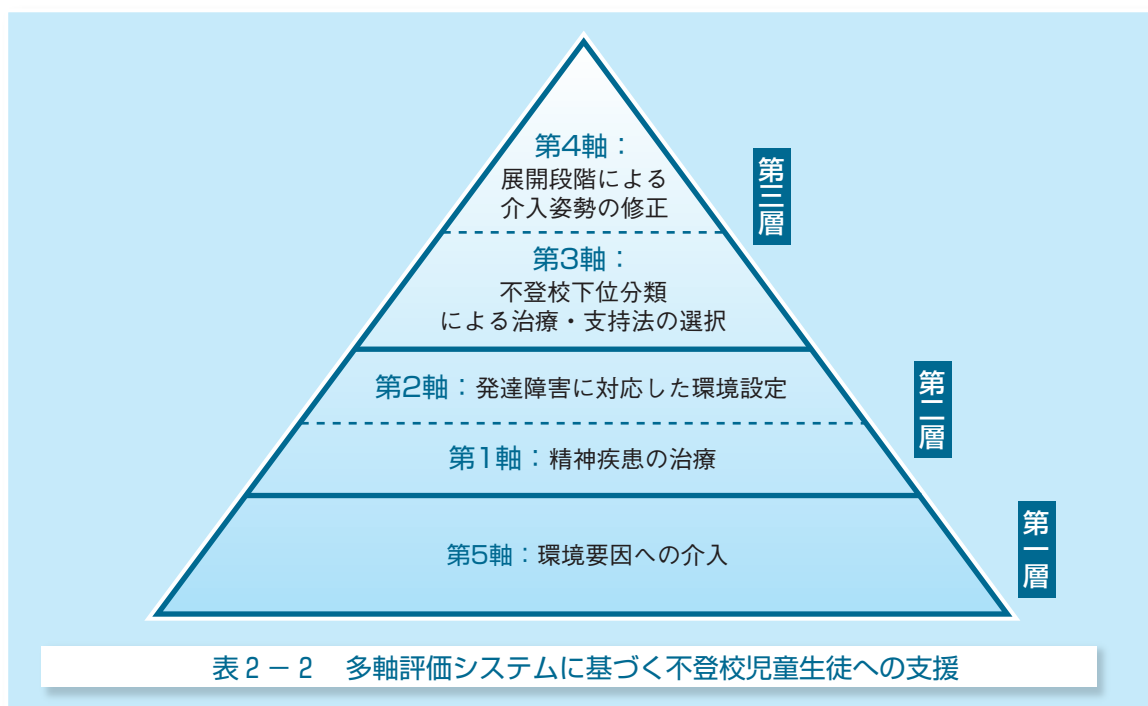 第4軸：
展開段階による
介入姿勢の修正
第三層
第3軸：
不登校下位分類
による治療・支持法の選択
第2軸：発達障害に対応した環境設定
第二層
第1軸：精神疾患の治療
第5軸：環境要因への介入
第一層
表２－２　多軸評価システムに基づく不登校児童生徒への支援